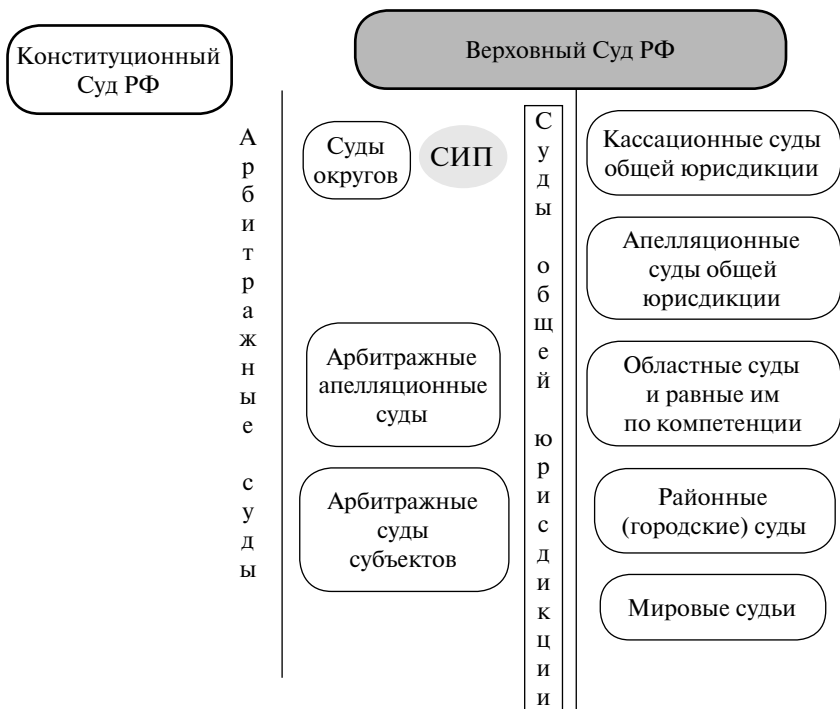 Конституционный
Суд РФ
Верховный Суд РФ
Арбитражные суды
Суды
округов
СИП
Арбитражные
апелляционные
суды
Арбитражные
суды
субъектов
Суды общей юрисдикции
Кассационные суды
общей юрисдикции
Апелляционные
суды общей
юрисдикции
Областные суды
и равные им
по компетенции
Районные
(городские) суды
Мировые судьи